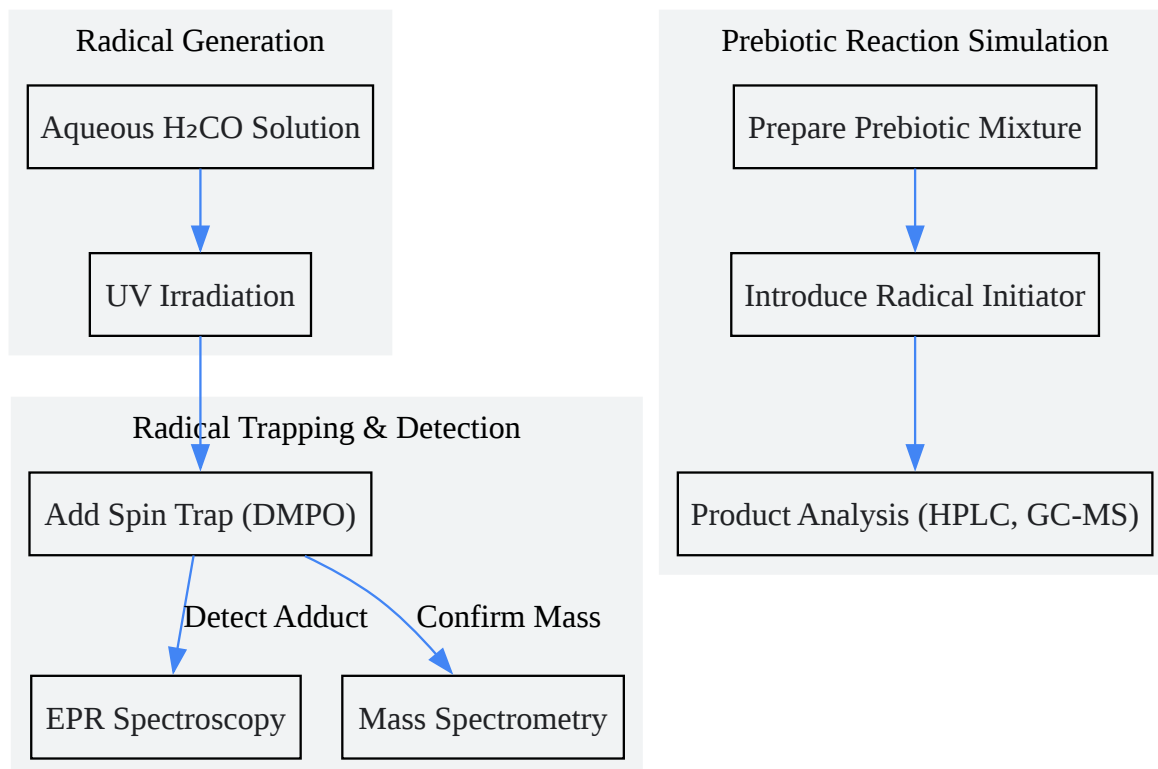 Radical Generation
Aqueous H₂CO Solution
UV Irradiation
Radical Trapping & Detection
Add Spin Trap (DMPO)
Detect Adduct
Confirm Mass
EPR Spectroscopy
Mass Spectrometry
Prebiotic Reaction Simulation
Prepare Prebiotic Mixture
Introduce Radical Initiator
Product Analysis (HPLC, GC-MS)